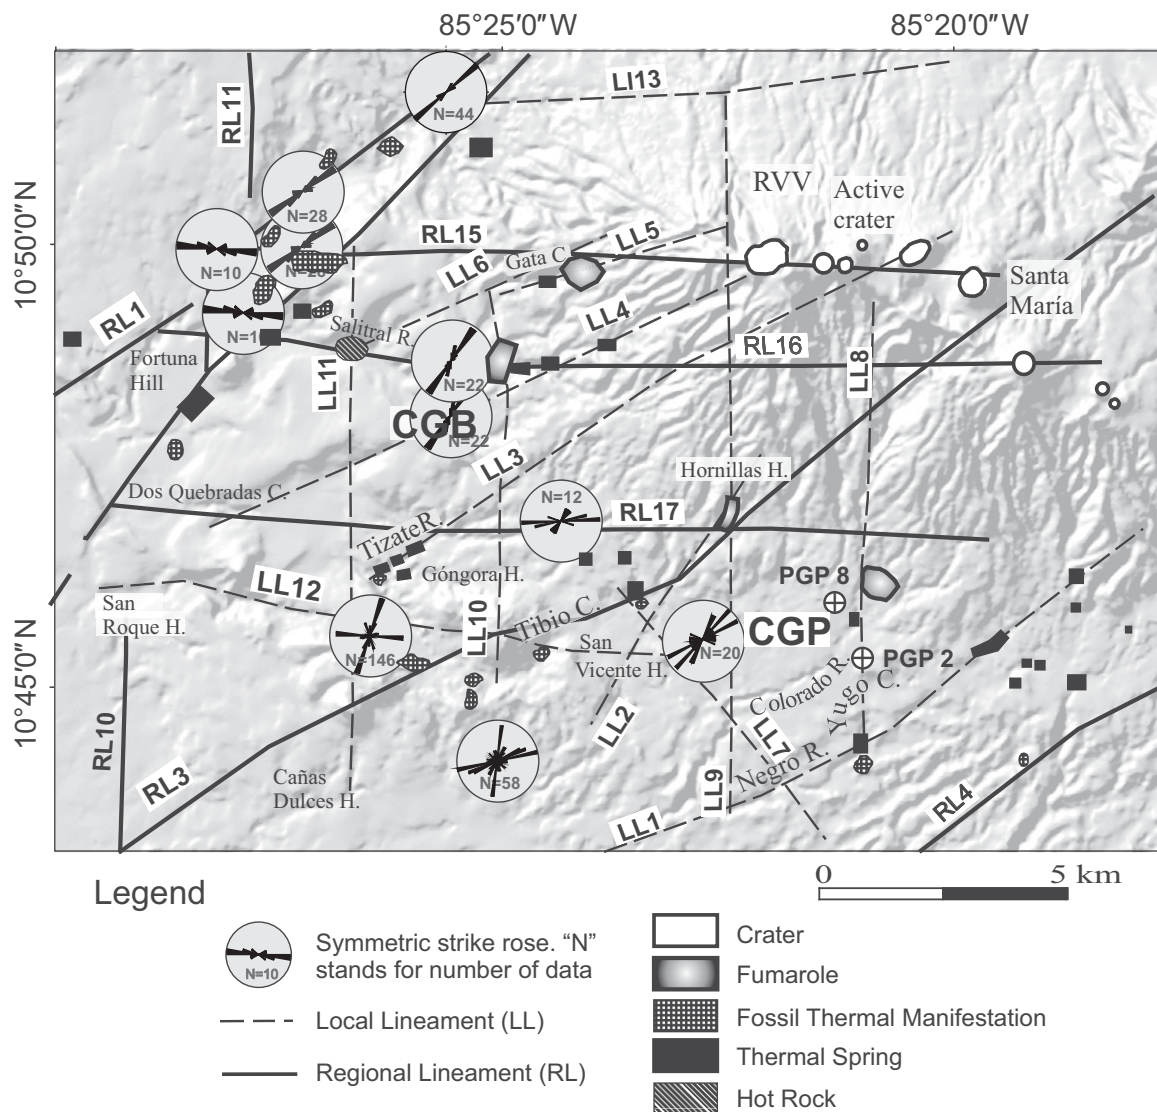 85°25′0″W
85°20′0″W
10°50′0″N
10°45′0″N
RL11
N=44
LI13
RVV
Active
crater
N=28
RL15
LL5
Gata C
LL6
N=10
Santa
María
RL1
LL4
Salitral R.
RL16
Fortuna
Hill
LL11
LL8
N=22
CGB
N=22
LL3
Hornillas H.
Dos Quebradas C.
N=12
RL17
Tizate R.
Góngora H.
PGP 8
LL12
San
Roque H.
LL10
Tibio C.
CGP
San
Vicente H.
N=146
N=20
PGP 2
Colorado R.
Yugo C.
LL2
LL7
RL10
RL3
Cañas
Dulces H.
N=58
LL9
Negro R.
RL4
LL1
0
5 km
Legend
N=10
Symmetric strike rose. “N”
stands for number of data
Local Lineament (LL)
Regional Lineament (RL)
Crater
Fumarole
Fossil Thermal Manifestation
Thermal Spring
Hot Rock